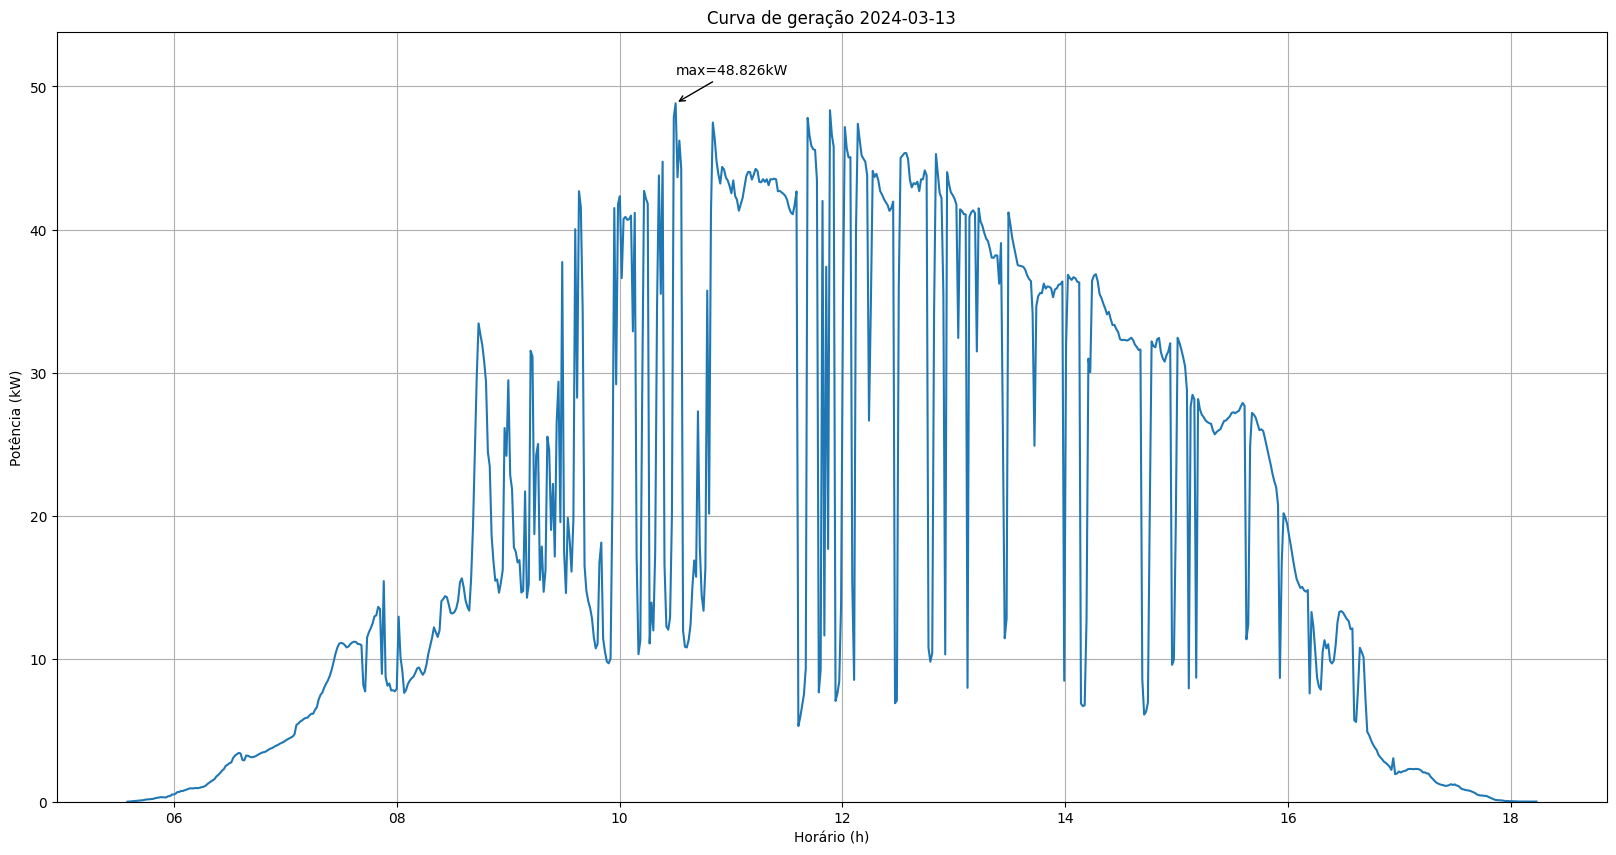 Curva de geração 2024-03-13
max=48.826kW
50
40
30
20
10
0
Potência (kW)
06 08 10 12 14 16 18
Horário (h)